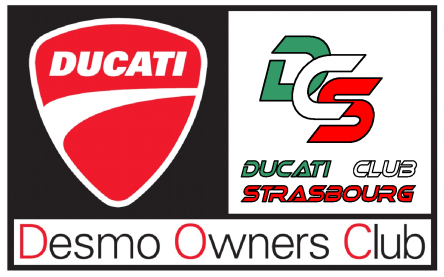 DUCATI
DCS
DUCATI CLUB
STRASBOURG
Desmo Owners Club